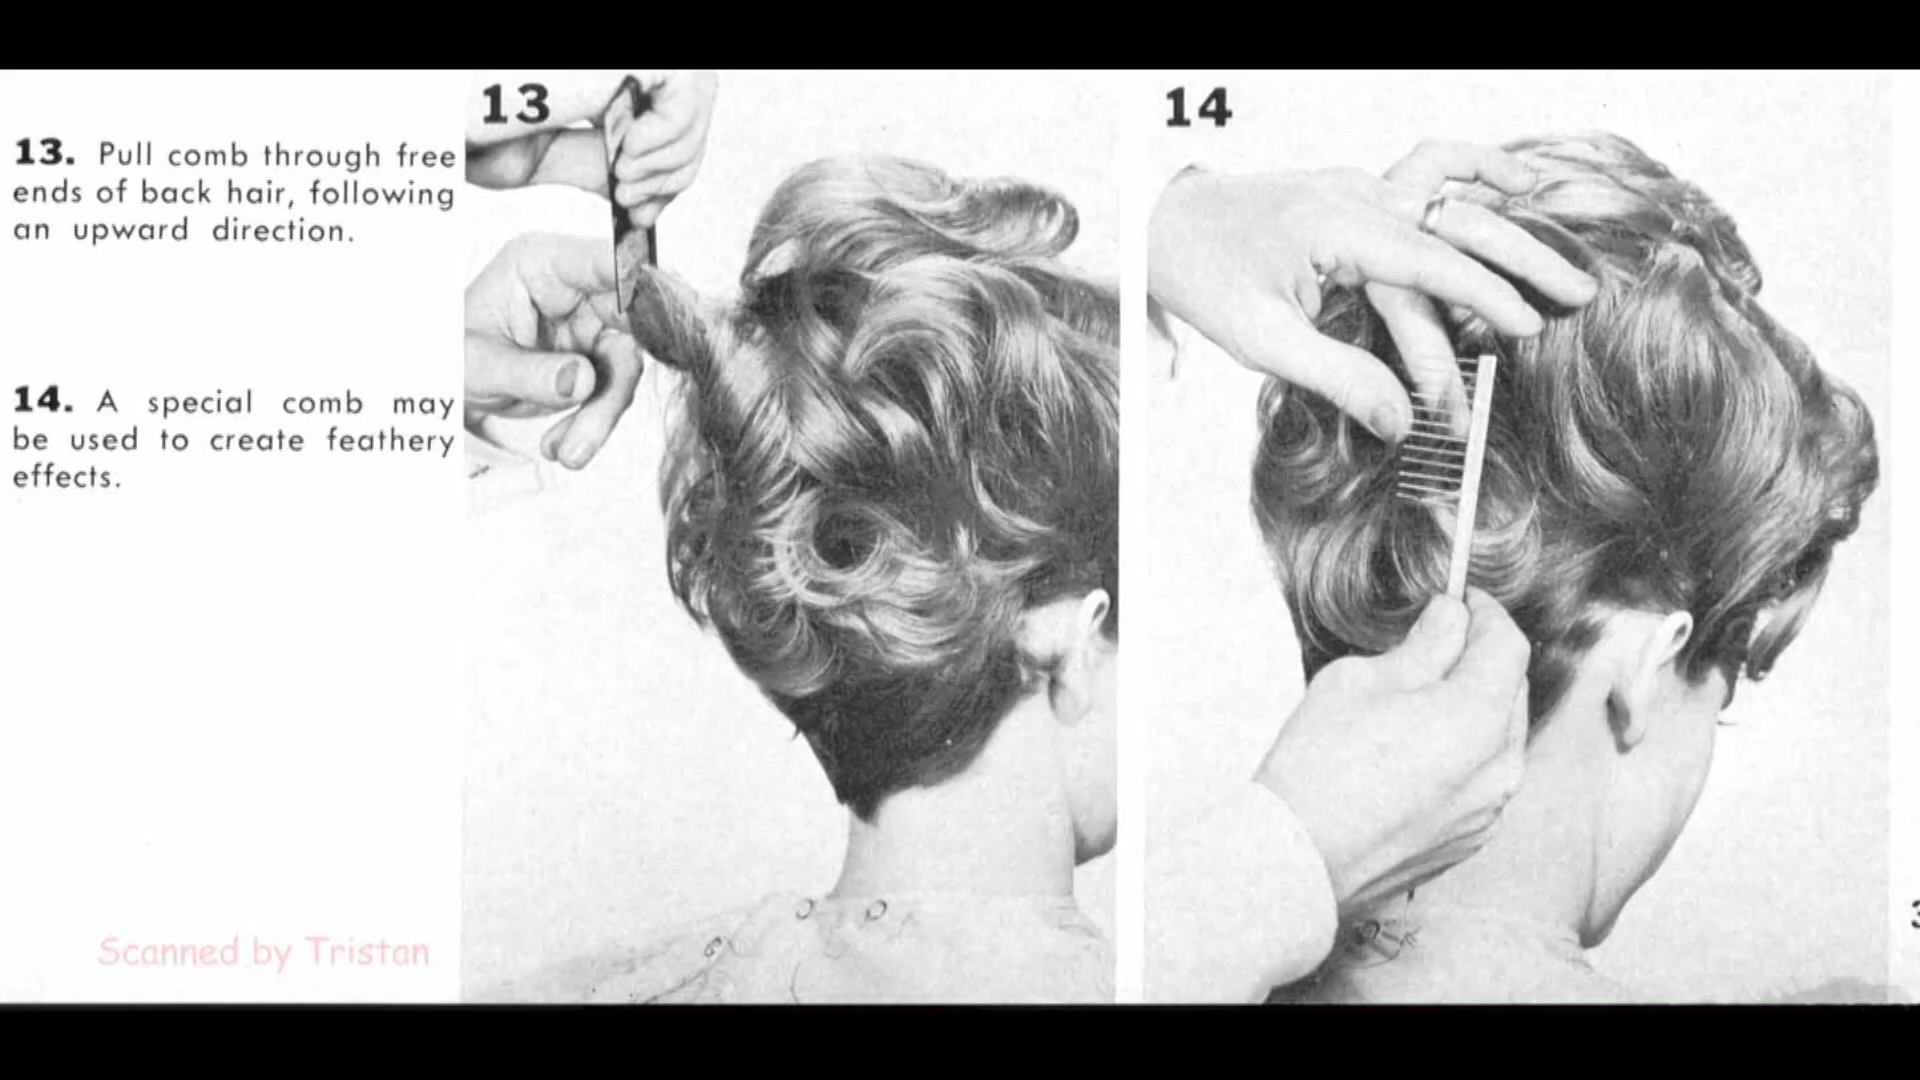 13. Pull comb through free
ends of back hair, following
an upward direction.
14. A special comb may
be used to create feathery
effects.
Scanned by Tristan
13
14